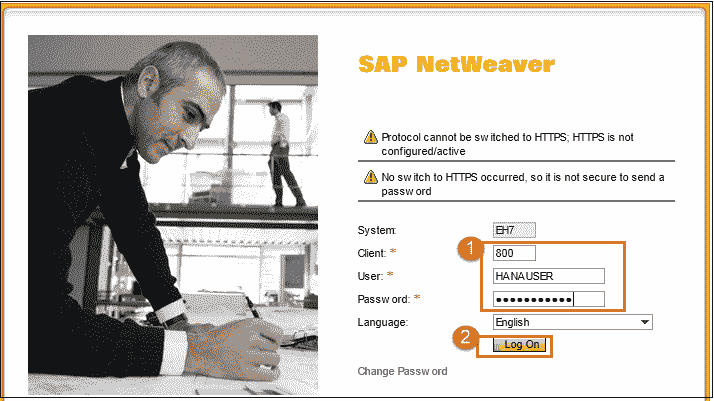 SAP NetWeaver
Protocol cannot be switched to HTTPS; HTTPS is not
configured/active
No switch to HTTPS occurred, so it is not secure to send a
password
System: EH7
1
Client: * 800
User: * HANAUSER
Password: * ●●●●●●●●●●●
Language: English
2 Log On
Change Password